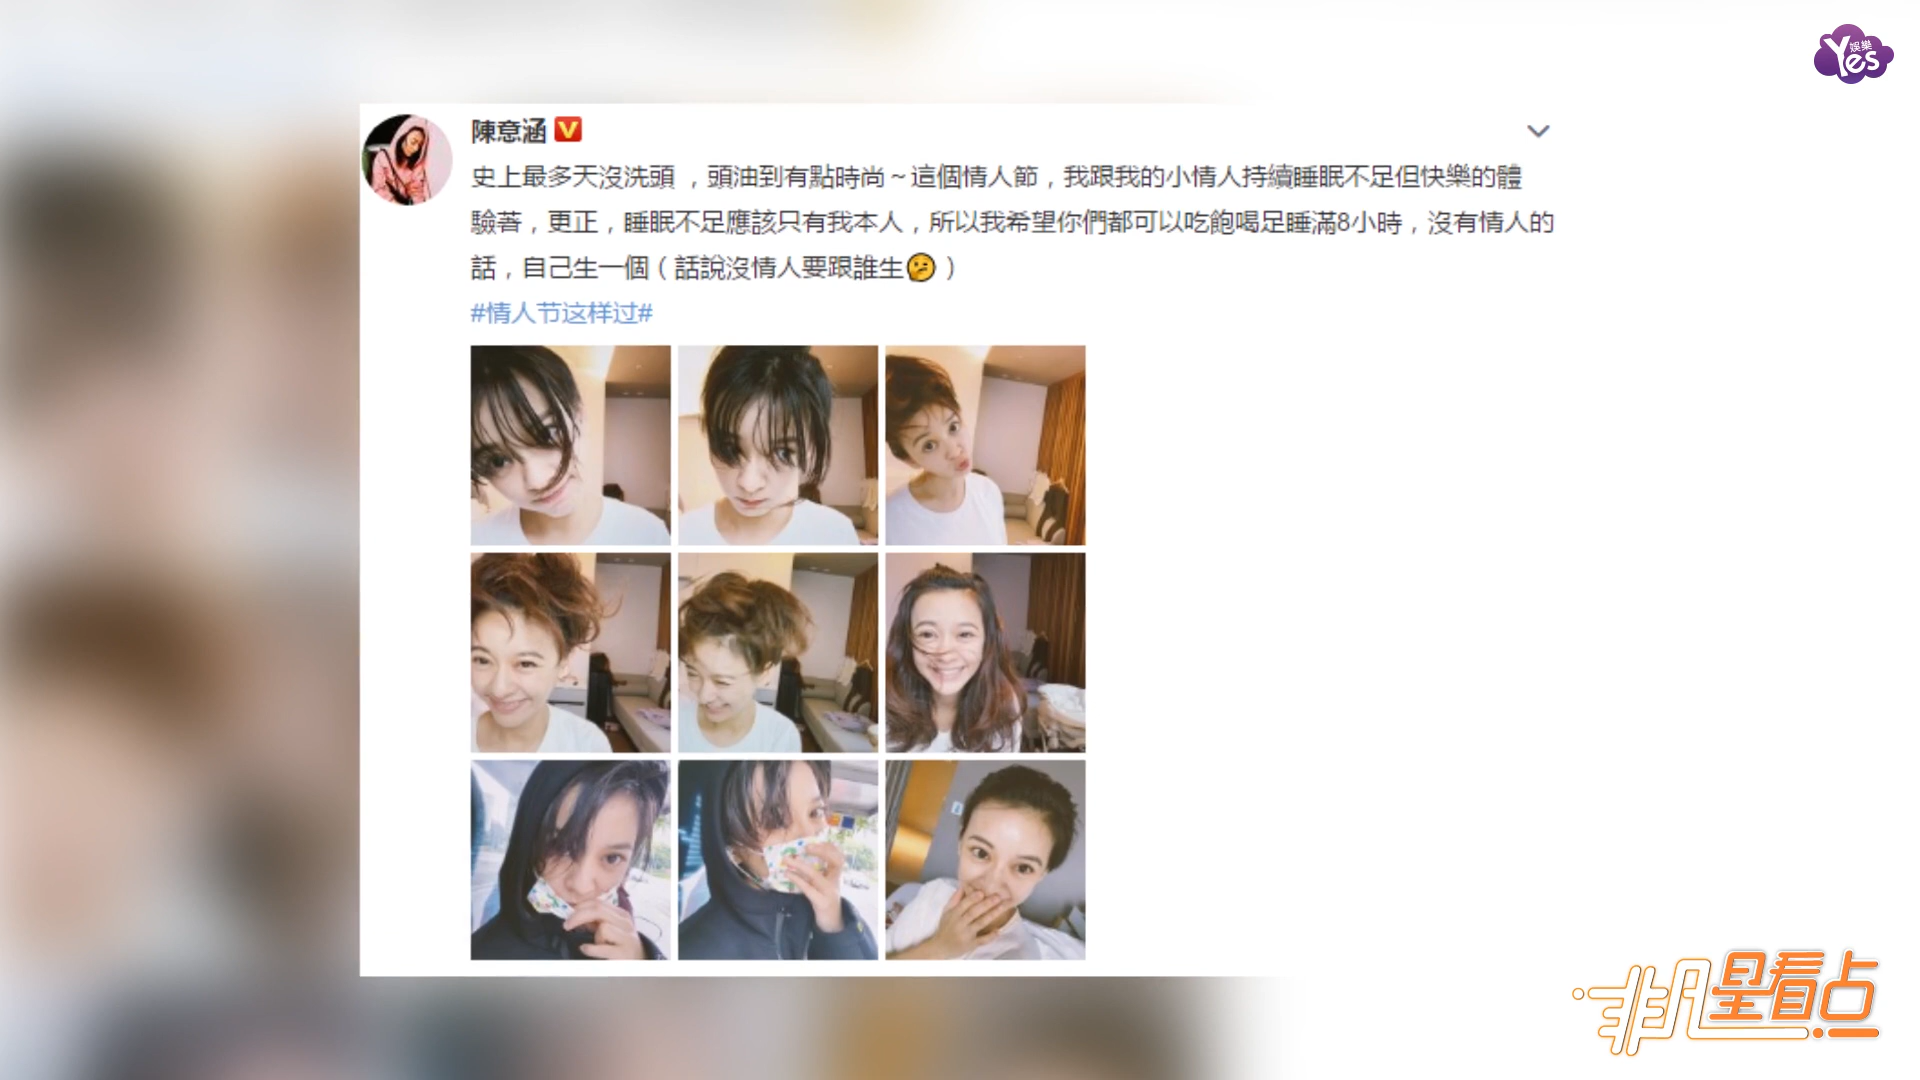 Yes 娛樂
陳意涵 V
史上最多天沒洗頭 ，頭油到有點時尚～這個情人節，我跟我的小情人持續睡眠不足但快樂的體
驗著，更正，睡眠不足應該只有我本人，所以我希望你們都可以吃飽喝足睡滿8小時，沒有情人的
話，自己生一個（話說沒情人要跟誰生🤔）
#情人节这样过#
非凡星看点